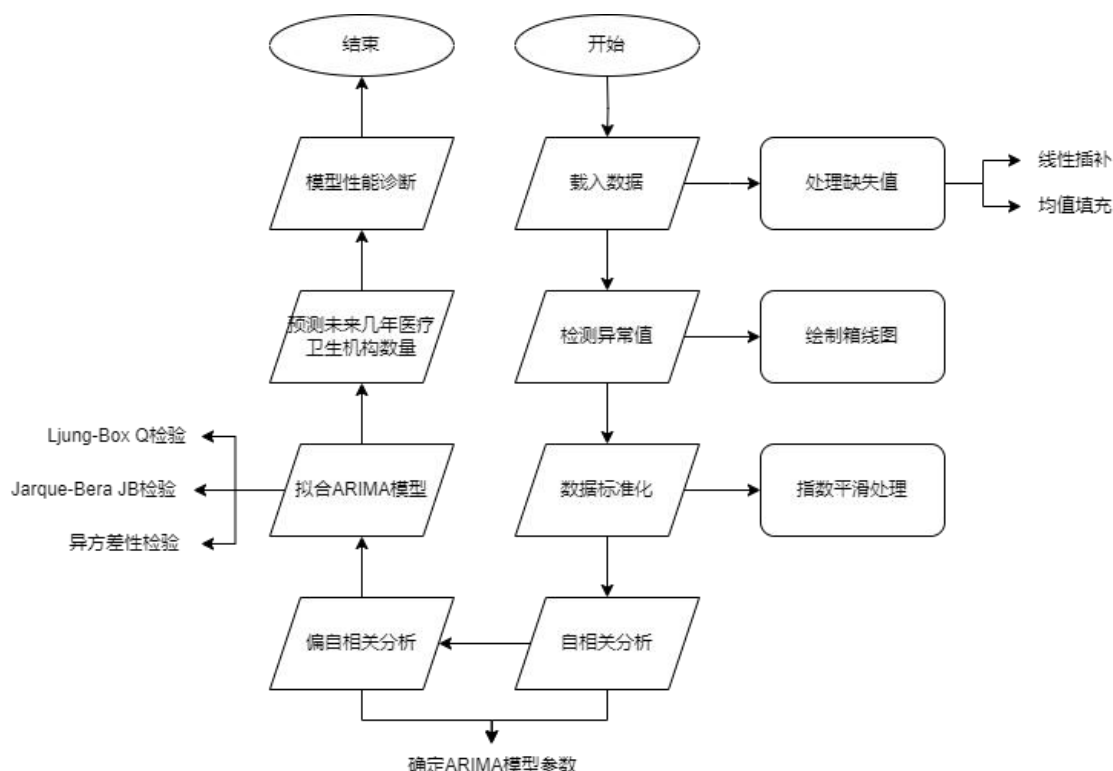 结束
开始
模型性能诊断
载入数据
处理缺失值
线性插补
均值填充
预测未来几年医疗
卫生机构数量
检测异常值
绘制箱线图
Ljung-Box Q检验
Jarque-Bera JB检验
异方差性检验
拟合ARIMA模型
数据标准化
指数平滑处理
偏自相关分析
自相关分析
确定ARIMA模型参数